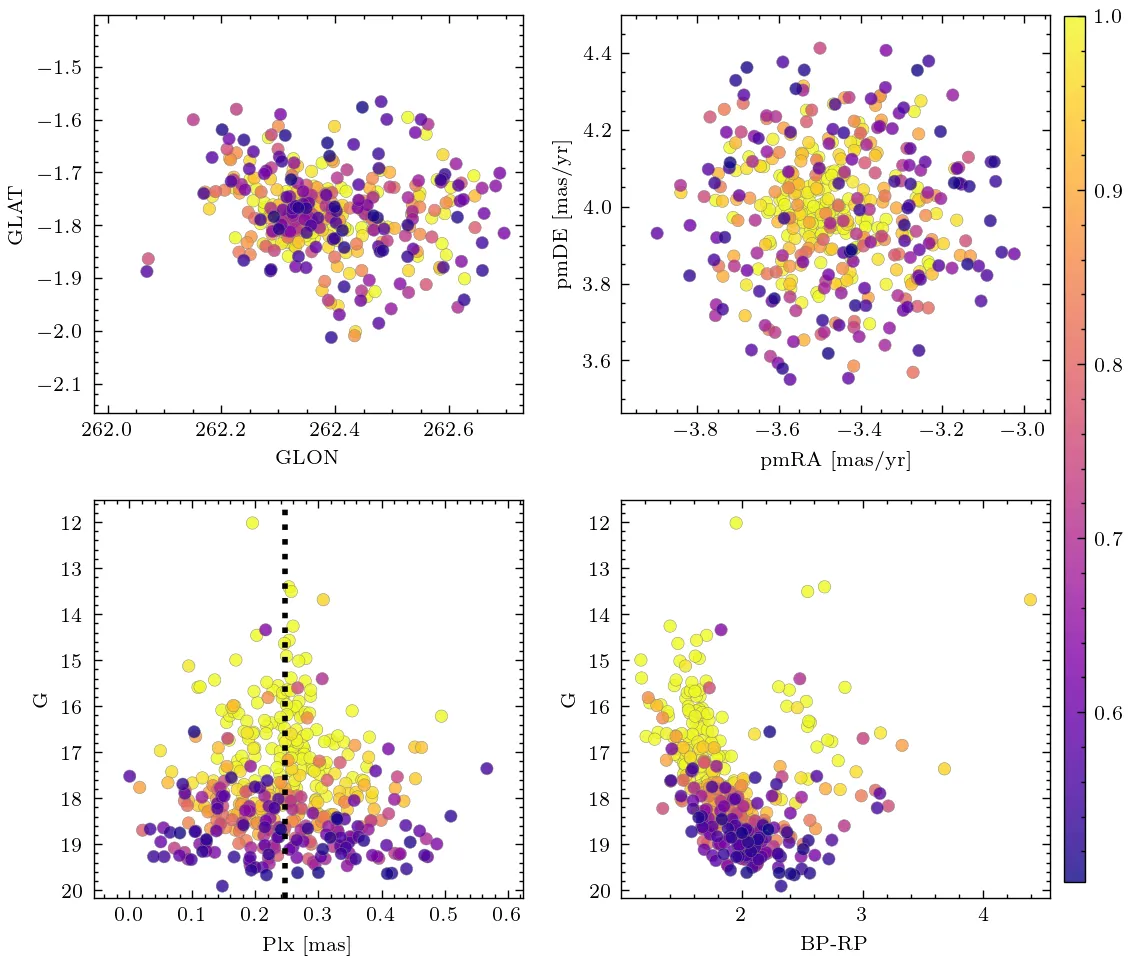 −1.5
−1.6
−1.7
−1.8
−1.9
−2.0
−2.1
GLAT
262.0 262.2 262.4 262.6
GLON
4.4
4.2
4.0
3.8
3.6
pmDE [mas/yr]
−3.8 −3.6 −3.4 −3.2 −3.0
pmRA [mas/yr]
12
13
14
15
16
17
18
19
20
G
0.0 0.1 0.2 0.3 0.4 0.5 0.6
Plx [mas]
12
13
14
15
16
17
18
19
20
G
2 3 4
BP-RP
1.0
0.9
0.8
0.7
0.6